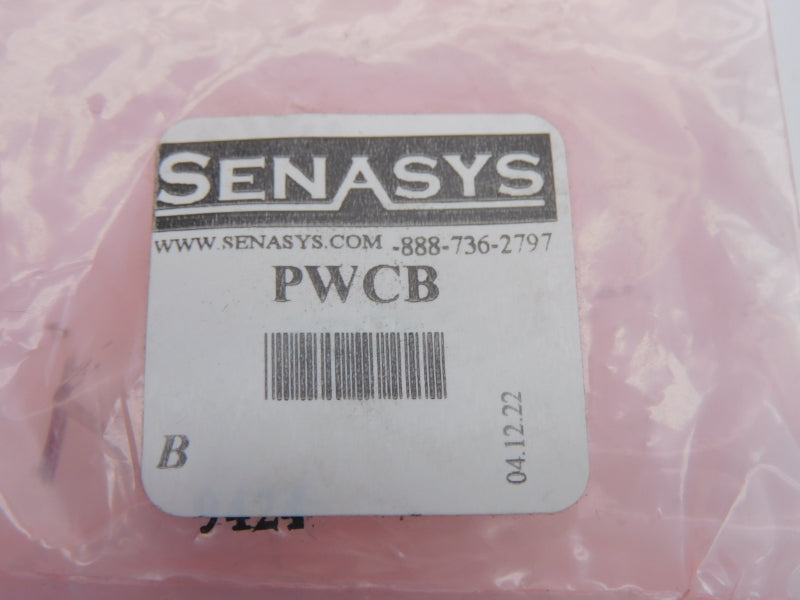 SENASYS
WWW.SENASYS.COM -888-736-2797
PWCB
B
04.12.22